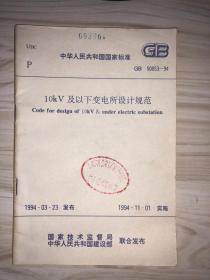 UDC
中华人民共和国国家标准
GB
P
GB 50053—94
10kV 及以下变电所设计规范
Code for design of 10kV & under electric substation
1994—03—23 发布
1994—11—01 实施
国家技术监督局
中华人民共和国建设部
联合发布